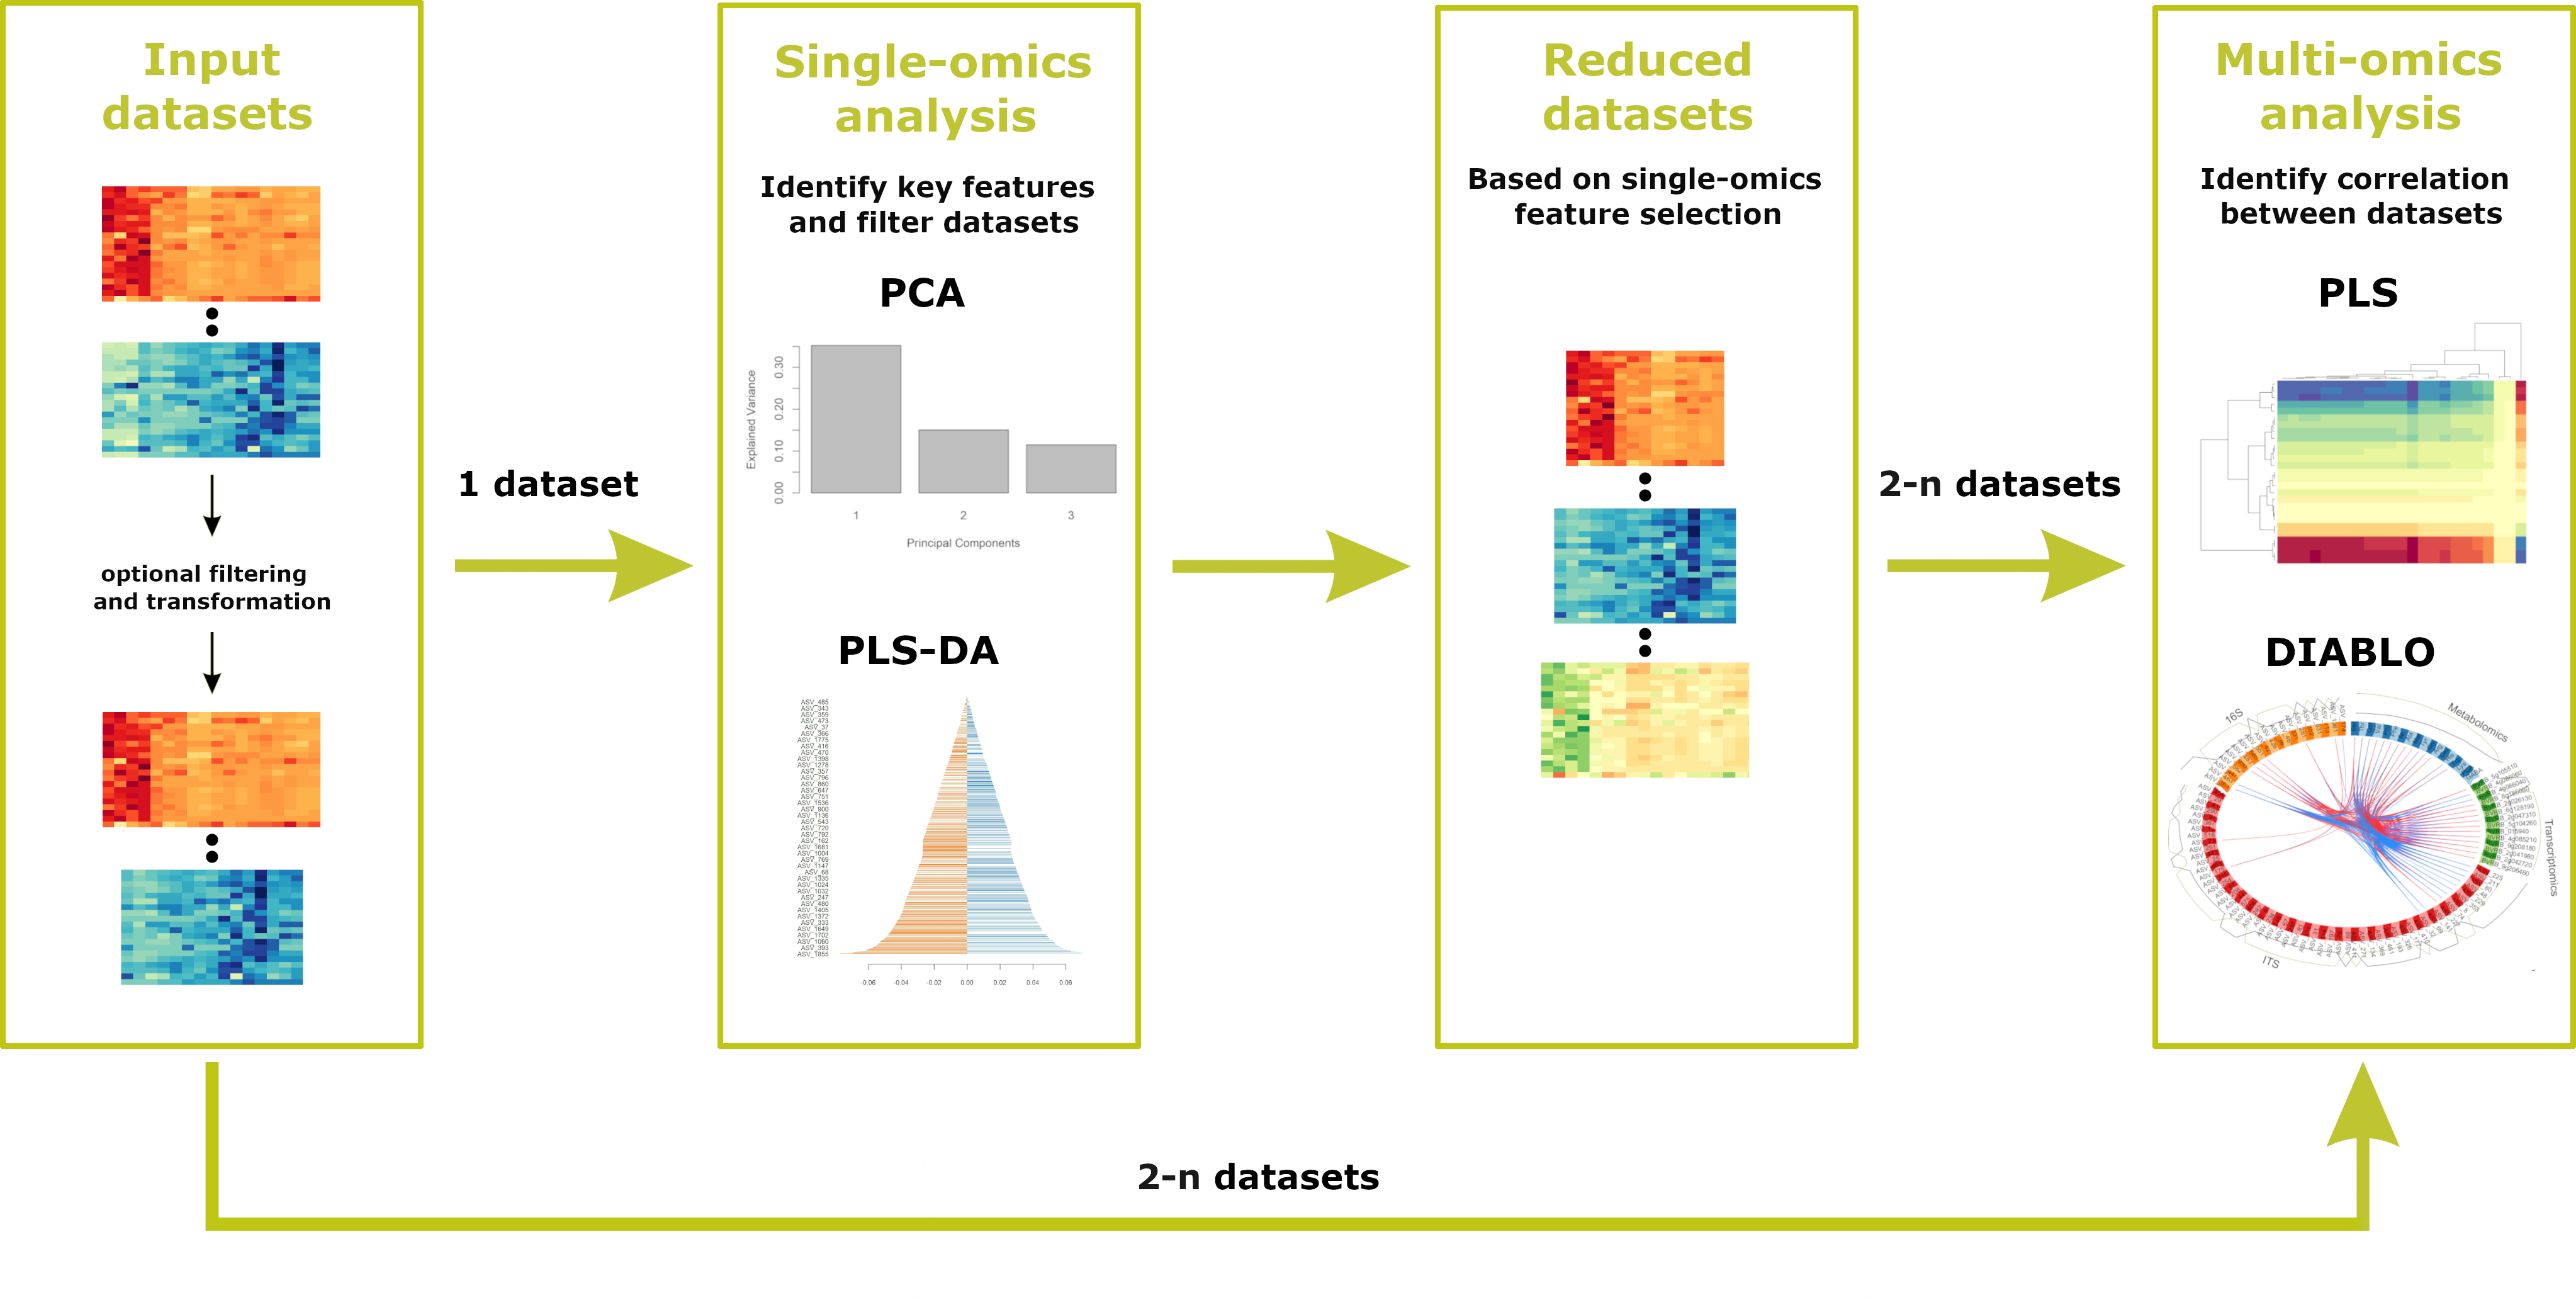 Input
datasets
optional filtering
and transformation
1 dataset
Single-omics
analysis
Identify key features
and filter datasets
PCA
Explained Variance
0.30
0.20
0.10
0.00
1 2 3
Principal Components
PLS-DA
ASV_485
ASV_343
ASV_359
ASV_473
ASV_37
ASV_366
ASV_1775
ASV_416
ASV_470
ASV_1398
ASV_1278
ASV_357
ASV_796
ASV_860
ASV_647
ASV_751
ASV_1536
ASV_900
ASV_1136
ASV_543
ASV_720
ASV_792
ASV_162
ASV_1681
ASV_1004
ASV_769
ASV_1147
ASV_68
ASV_1335
ASV_1024
ASV_1032
ASV_247
ASV_480
ASV_1405
ASV_1372
ASV_333
ASV_1649
ASV_1702
ASV_1060
ASV_393
ASV_1855
-0.06 -0.04 -0.02 0.00 0.02 0.04 0.06
Reduced
datasets
Based on single-omics
feature selection
2-n datasets
Multi-omics
analysis
Identify correlation
between datasets
PLS
DIABLO
16S
Metabolomics
Transcriptomics
ITS
2-n datasets